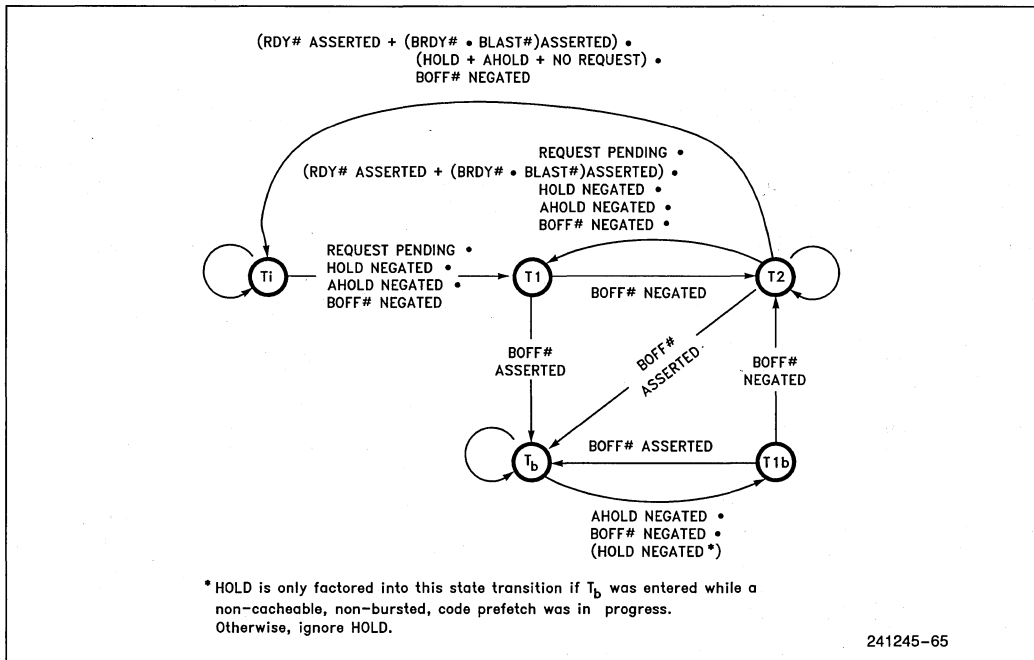 (RDY# ASSERTED + (BRDY# • BLAST#)ASSERTED) •
(HOLD + AHOLD + NO REQUEST) •
BOFF# NEGATED
REQUEST PENDING •
(RDY# ASSERTED + (BRDY# • BLAST#)ASSERTED) •
HOLD NEGATED •
AHOLD NEGATED •
BOFF# NEGATED •
Ti
REQUEST PENDING •
HOLD NEGATED •
AHOLD NEGATED •
BOFF# NEGATED
T1
BOFF# NEGATED
T2
BOFF#
ASSERTED
BOFF#
ASSERTED
BOFF#
NEGATED
Tb
BOFF# ASSERTED
T1b
AHOLD NEGATED •
BOFF# NEGATED •
(HOLD NEGATED*)
* HOLD is only factored into this state transition if Tb was entered while a
non-cacheable, non-bursted, code prefetch was in progress.
Otherwise, ignore HOLD.
241245-65